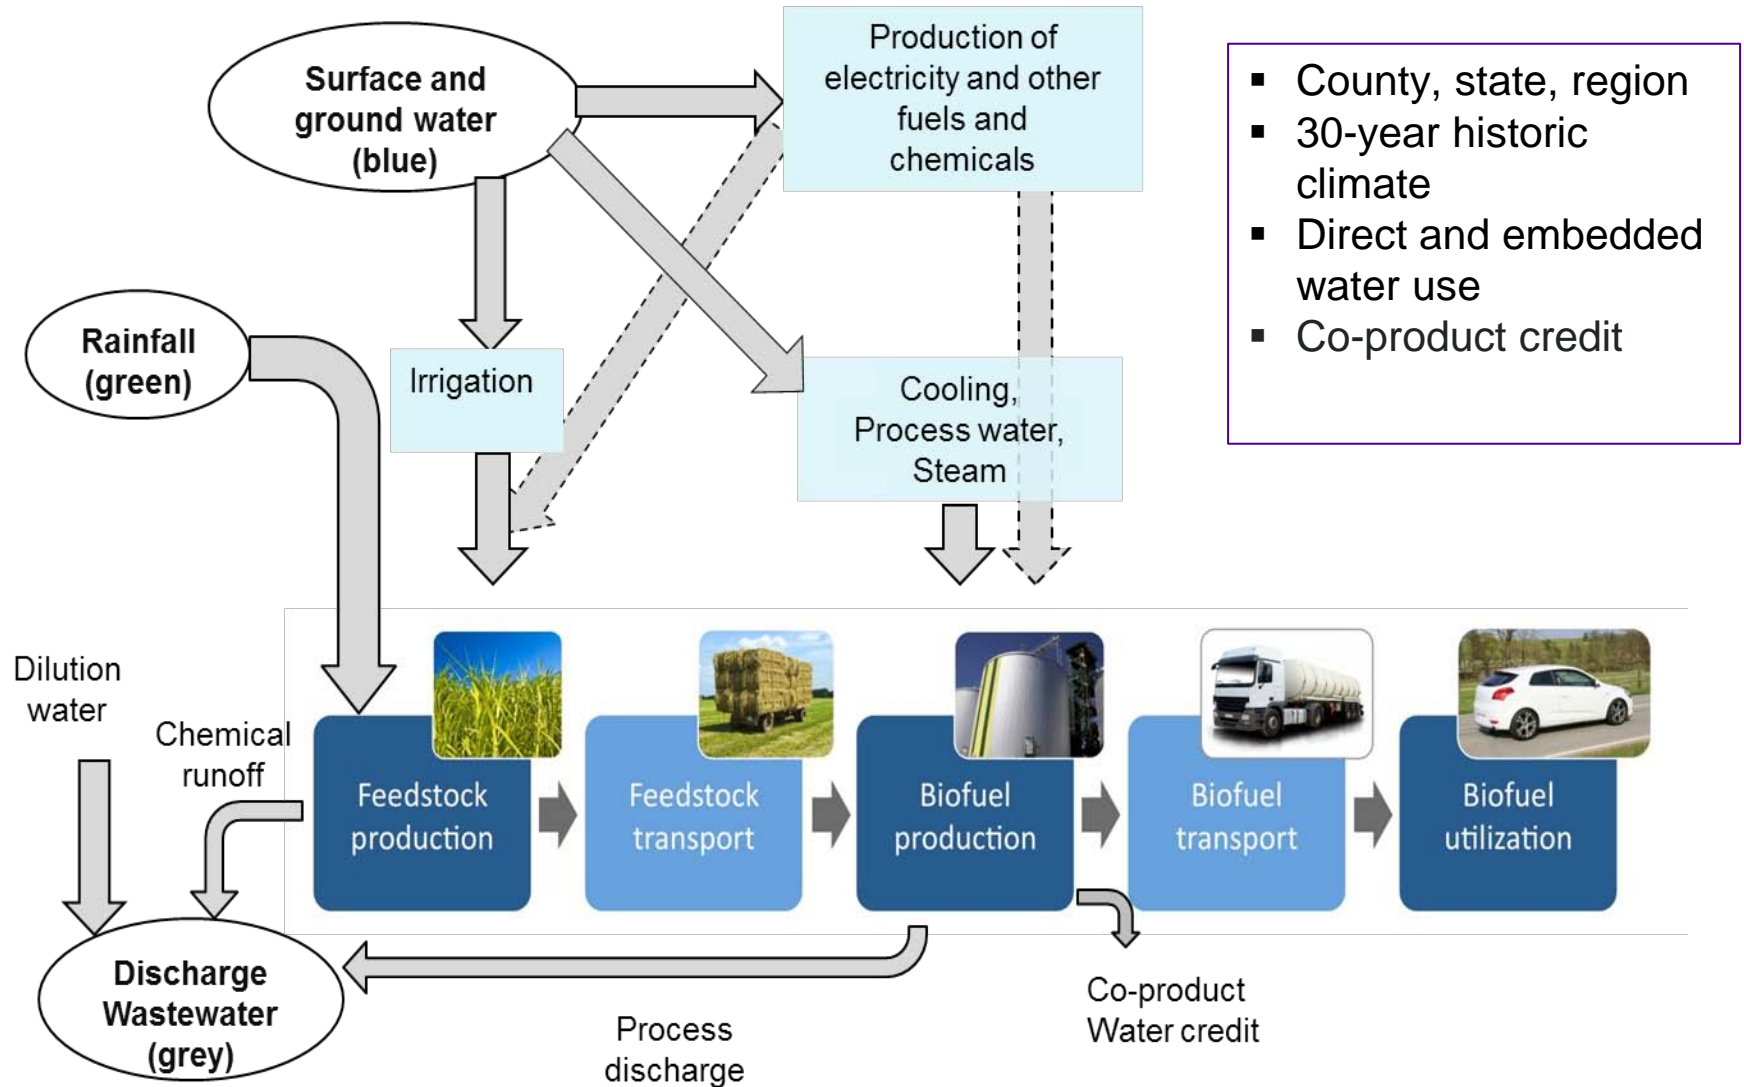 Surface and
ground water
(blue)
Production of
electricity and other
fuels and
chemicals
▪ County, state, region
▪ 30-year historic
climate
▪ Direct and embedded
water use
▪ Co-product credit
Rainfall
(green)
Irrigation
Cooling,
Process water,
Steam
Dilution
water
Chemical
runoff
Feedstock
production
Feedstock
transport
Biofuel
production
Biofuel
transport
Biofuel
utilization
Discharge
Wastewater
(grey)
Process
discharge
Co-product
Water credit